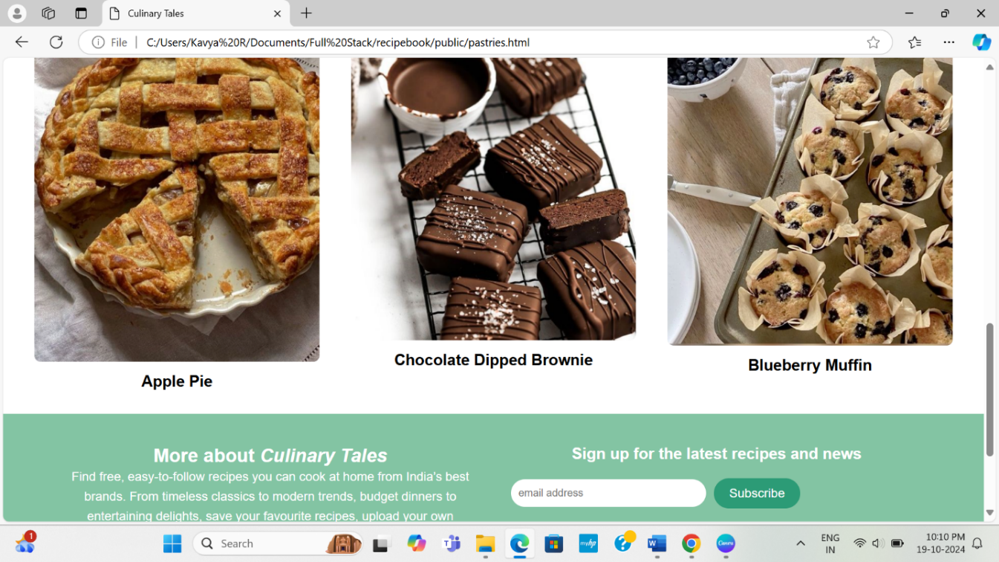 Culinary Tales
File
C:/Users/Kavya%20R/Documents/Full%20Stack/recipebook/public/pastries.html
Apple Pie
Chocolate Dipped Brownie
Blueberry Muffin
More about Culinary Tales
Find free, easy-to-follow recipes you can cook at home from India's best
brands. From timeless classics to modern trends, budget dinners to
entertaining delights, save your favourite recipes, upload your own
Sign up for the latest recipes and news
email address
Subscribe
1
Search
myhp
Canva
ENG
IN
10:10 PM
19-10-2024